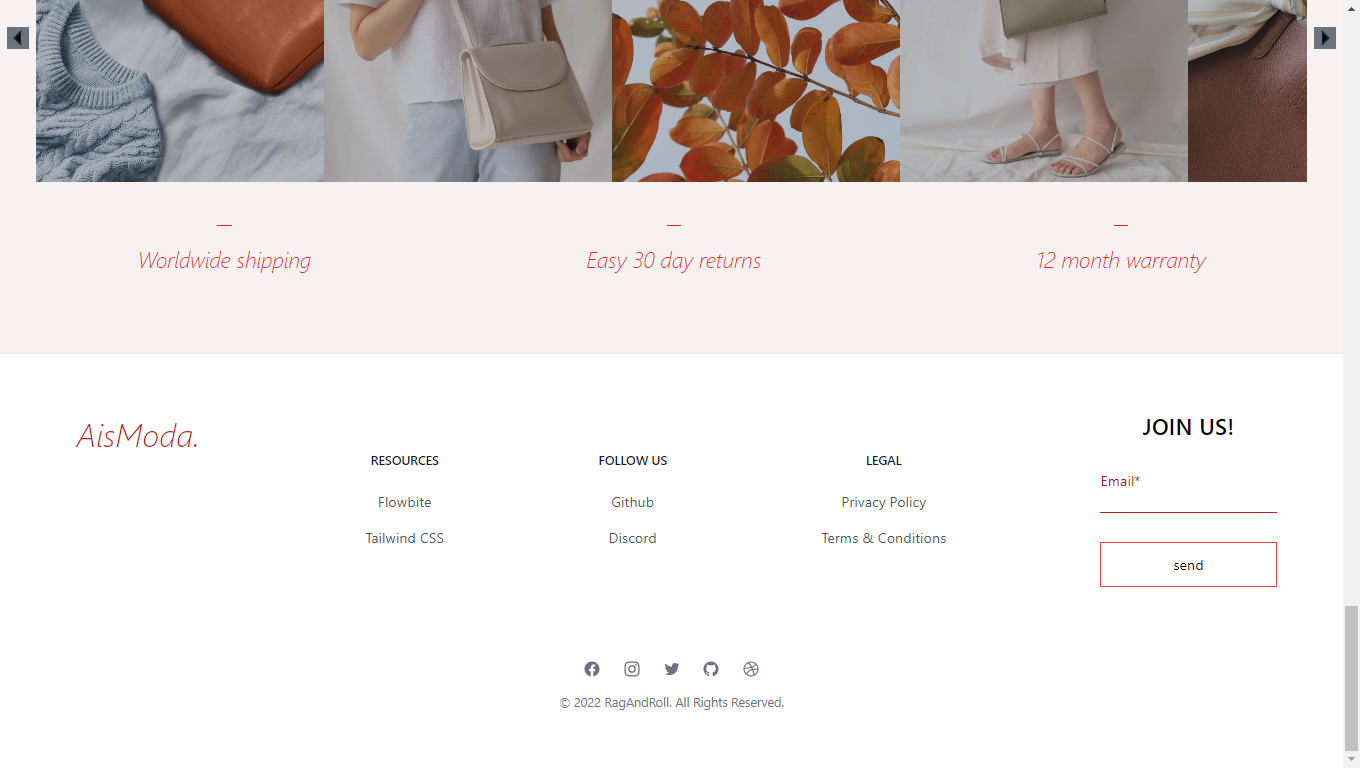 Worldwide shipping
Easy 30 day returns
12 month warranty
AisModa.
RESOURCES
Flowbite
Tailwind CSS
FOLLOW US
Github
Discord
LEGAL
Privacy Policy
Terms & Conditions
JOIN US!
Email*
send
© 2022 RagAndRoll. All Rights Reserved.